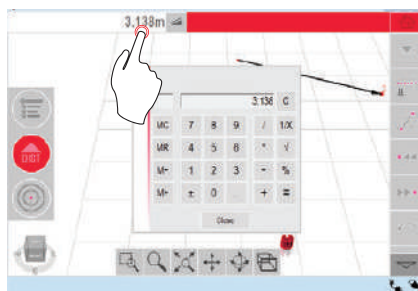 3.138m
3.138 C
MC 7 8 9 / 1/X
MR 4 5 6 * √
M- 1 2 3 - %
M+ ± 0 . + =
Close
DIST